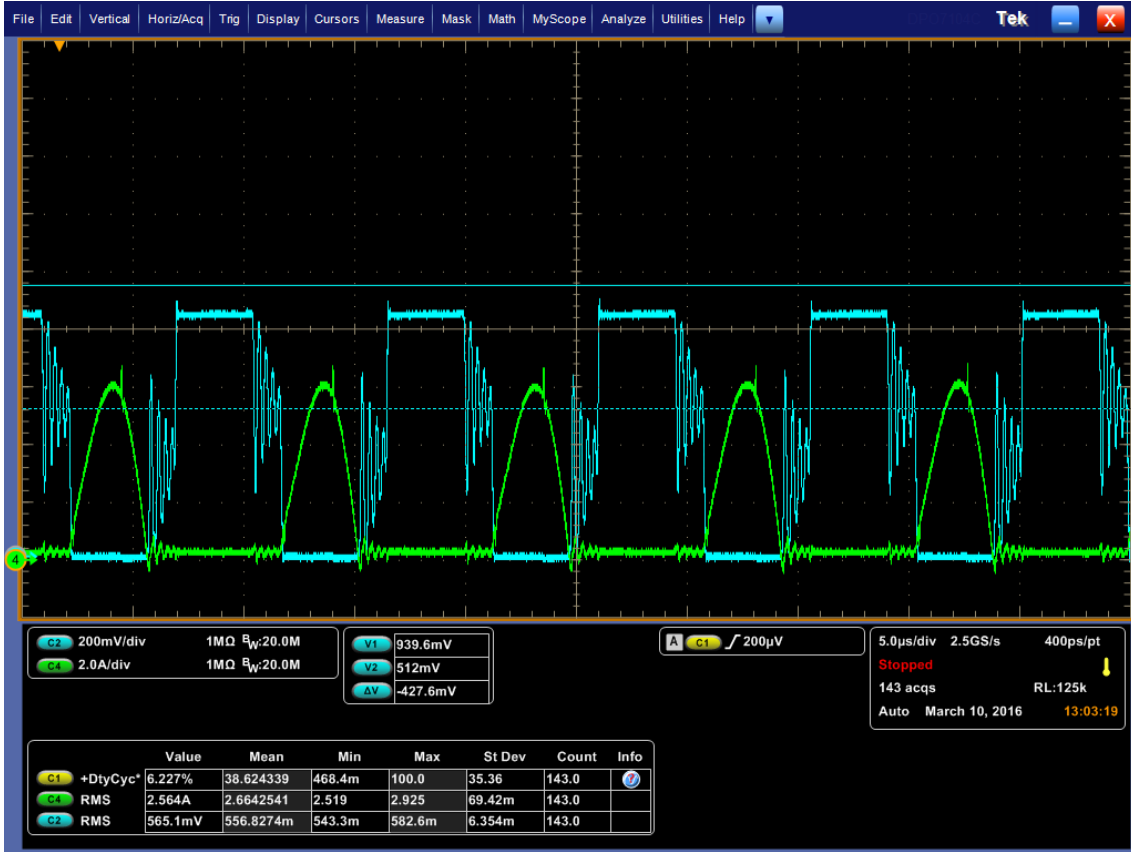 File Edit Vertical Horiz/Acq Trig Display Cursors Measure Mask Math MyScope Analyze Utilities Help Tek X
4
C2 200mV/div 1MΩ BW:20.0M
C4 2.0A/div 1MΩ BW:20.0M
V1 939.6mV
V2 512mV
ΔV -427.6mV
A C1 200µV
5.0µs/div 2.5GS/s 400ps/pt
Stopped
143 acqs RL:125k
Auto March 10, 2016 13:03:19
Value Mean Min Max St Dev Count Info
C1 +DtyCyc* 6.227% 38.624339 468.4m 100.0 35.36 143.0
C4 RMS 2.564A 2.6642541 2.519 2.925 69.42m 143.0
C2 RMS 565.1mV 556.8274m 543.3m 582.6m 6.354m 143.0